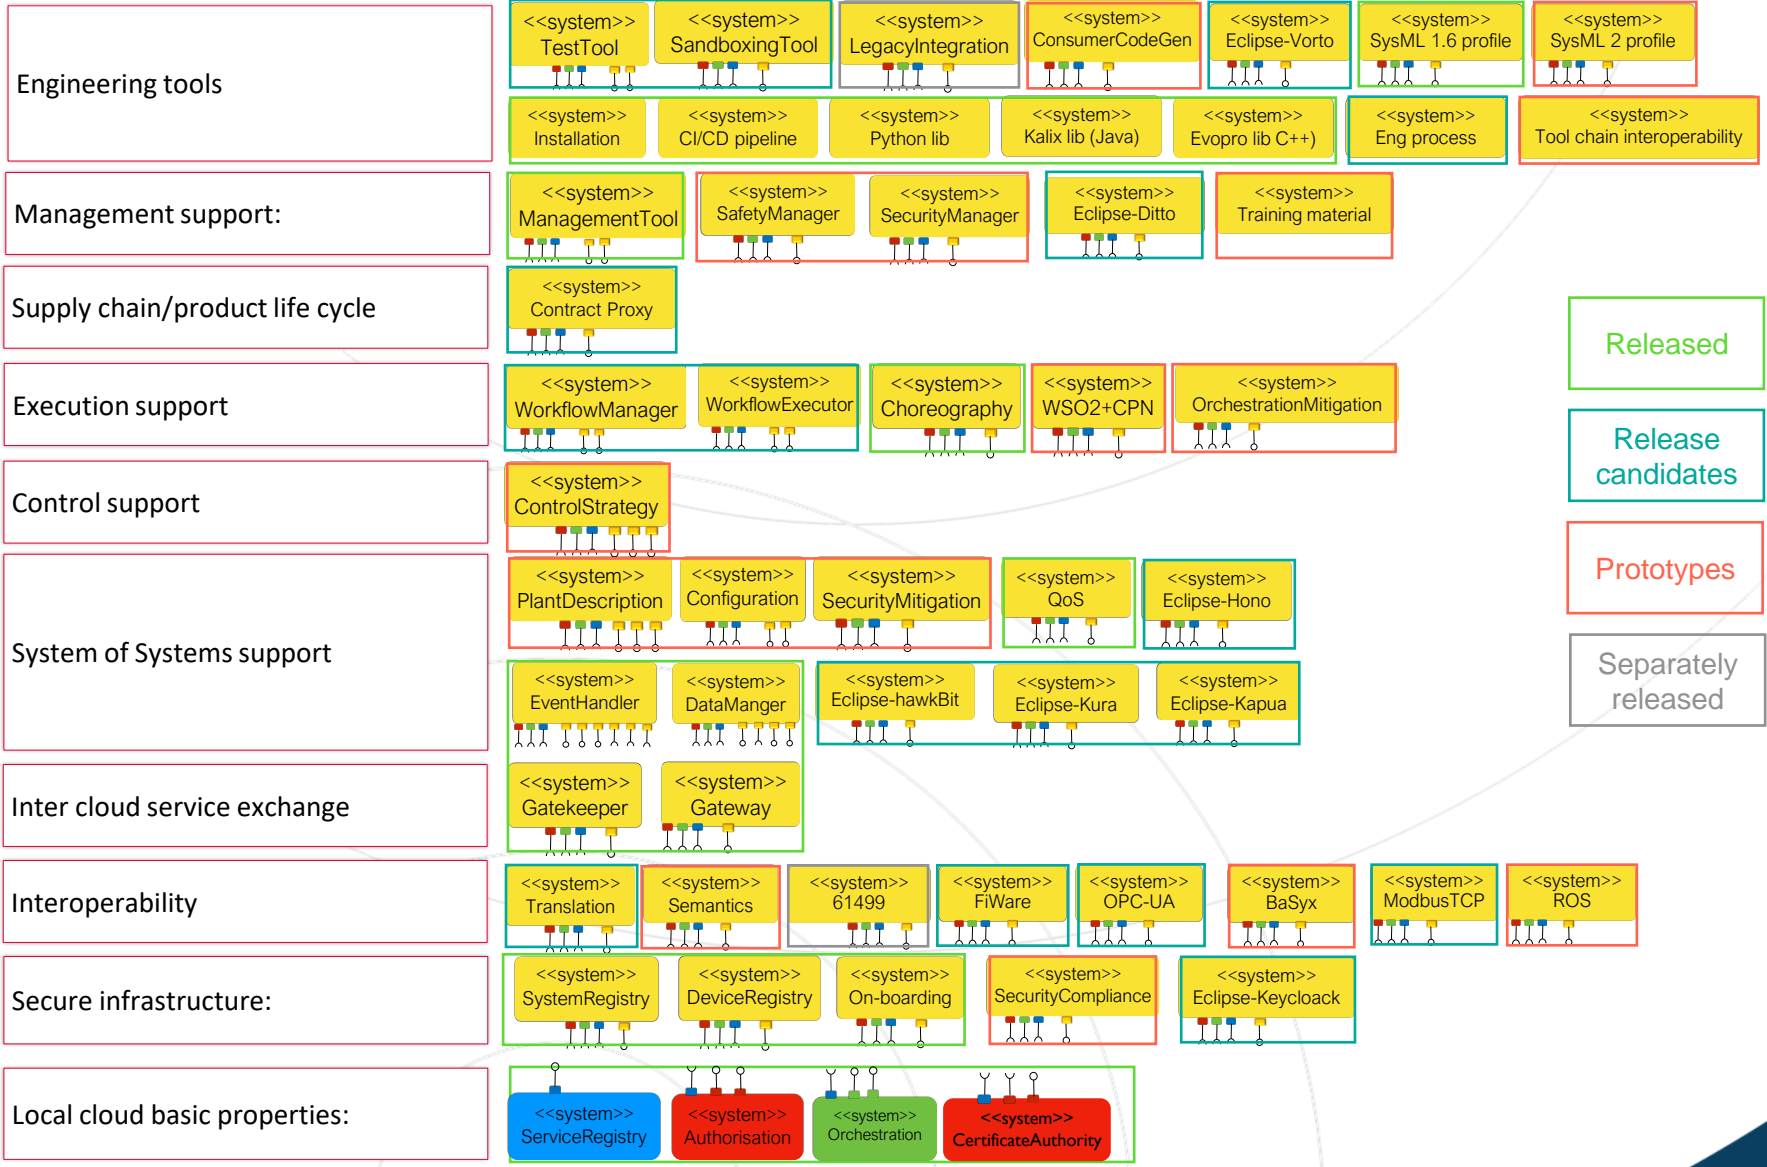 Engineering tools
<<system>>
TestTool
<<system>>
SandboxingTool
<<system>>
LegacyIntegration
<<system>>
ConsumerCodeGen
<<system>>
Eclipse-Vorto
<<system>>
SysML 1.6 profile
<<system>>
SysML 2 profile
<<system>>
Installation
<<system>>
CI/CD pipeline
<<system>>
Python lib
<<system>>
Kalix lib (Java)
<<system>>
Evopro lib C++)
<<system>>
Eng process
<<system>>
Tool chain interoperability
Management support:
<<system>>
ManagementTool
<<system>>
SafetyManager
<<system>>
SecurityManager
<<system>>
Eclipse-Ditto
<<system>>
Training material
Supply chain/product life cycle
<<system>>
Contract Proxy
Execution support
<<system>>
WorkflowManager
<<system>>
WorkflowExecutor
<<system>>
Choreography
<<system>>
WSO2+CPN
<<system>>
OrchestrationMitigation
Control support
<<system>>
ControlStrategy
System of Systems support
<<system>>
PlantDescription
<<system>>
Configuration
<<system>>
SecurityMitigation
<<system>>
QoS
<<system>>
Eclipse-Hono
<<system>>
EventHandler
<<system>>
DataManger
<<system>>
Eclipse-hawkBit
<<system>>
Eclipse-Kura
<<system>>
Eclipse-Kapua
Inter cloud service exchange
<<system>>
Gatekeeper
<<system>>
Gateway
Interoperability
<<system>>
Translation
<<system>>
Semantics
<<system>>
61499
<<system>>
FiWare
<<system>>
OPC-UA
<<system>>
BaSyx
<<system>>
ModbusTCP
<<system>>
ROS
Secure infrastructure:
<<system>>
SystemRegistry
<<system>>
DeviceRegistry
<<system>>
On-boarding
<<system>>
SecurityCompliance
<<system>>
Eclipse-Keycloack
Local cloud basic properties:
<<system>>
ServiceRegistry
<<system>>
Authorisation
<<system>>
Orchestration
<<system>>
CertificateAuthority
Released
Release
candidates
Prototypes
Separately
released